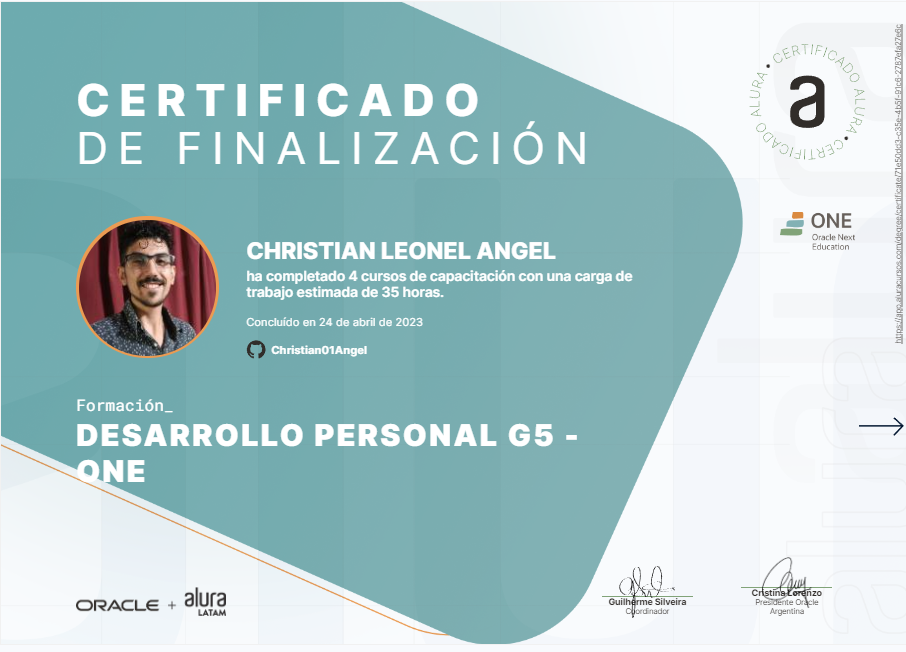 CERTIFICADO
DE FINALIZACIÓN
CERTIFICADO ALURA • CERTIFICADO ALURA •
a
ONE
Oracle Next
Education
CHRISTIAN LEONEL ANGEL
ha completado 4 cursos de capacitación con una carga de
trabajo estimada de 35 horas.
Concluído en 24 de abril de 2023
Christian01Angel
Formación_
DESARROLLO PERSONAL G5 -
ONE
ORACLE + alura
LATAM
Guilherme Silveira
Coordinador
Cristina Lorenzo
Presidente Oracle
Argentina